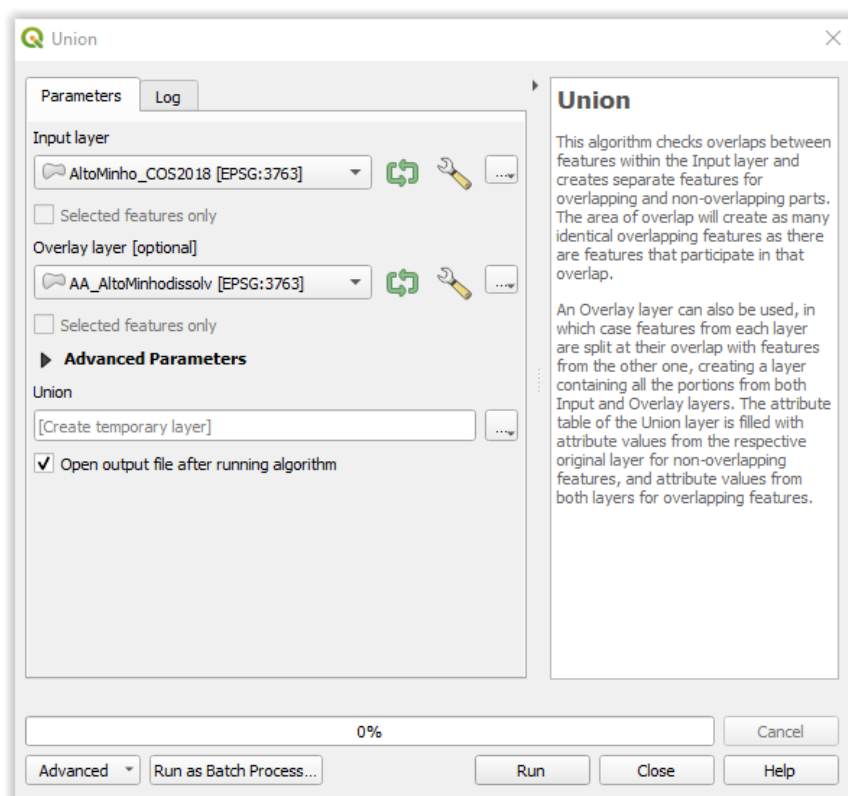 Union
Parameters
Log
Input layer
AltoMinho_COS2018 [EPSG:3763]
...
Selected features only
Overlay layer [optional]
AA_AltoMinhodissolv [EPSG:3763]
...
Selected features only
Advanced Parameters
Union
[Create temporary layer]
...
Open output file after running algorithm
Union
This algorithm checks overlaps between
features within the Input layer and
creates separate features for
overlapping and non-overlapping parts.
The area of overlap will create as many
identical overlapping features as there
are features that participate in that
overlap.
An Overlay layer can also be used, in
which case features from each layer
are split at their overlap with features
from the other one, creating a layer
containing all the portions from both
Input and Overlay layers. The attribute
table of the Union layer is filled with
attribute values from the respective
original layer for non-overlapping
features, and attribute values from
both layers for overlapping features.
0%
Cancel
Advanced
Run as Batch Process...
Run
Close
Help